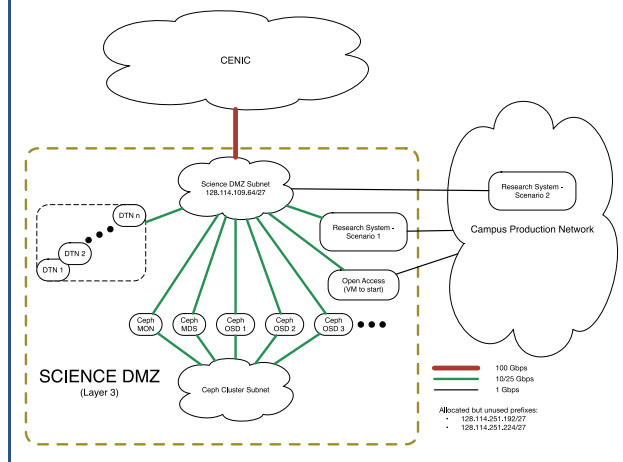 CENIC
Science DMZ Subnet
128.114.109.64/27
DTN n
DTN 2
DTN 1
Research System -
Scenario 2
Campus Production Network
Research System -
Scenario 1
Open Access
(VM to start)
Ceph
MON
Ceph
MDS
Ceph
OSD 1
Ceph
OSD 2
Ceph
OSD 3
SCIENCE DMZ
(Layer 3)
Ceph Cluster Subnet
100 Gbps
10/25 Gbps
1 Gbps
Allocated but unused prefixes:
• 128.114.251.192/27
• 128.114.251.224/27